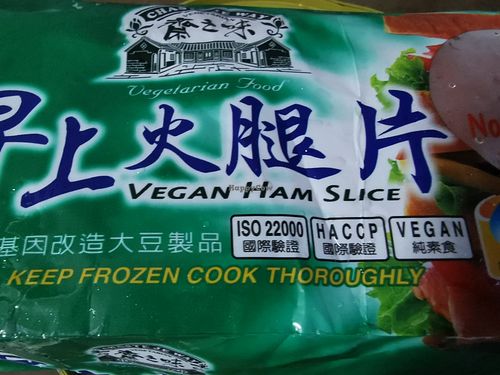 齋之味
Vegetarian Food
早上火腿片
VEGAN HAM SLICE
HappyCow
ISO 22000
國際驗證
HACCP
國際驗證
VEGAN
純素食
基因改造大豆製品
KEEP FROZEN COOK THOROUGHLY